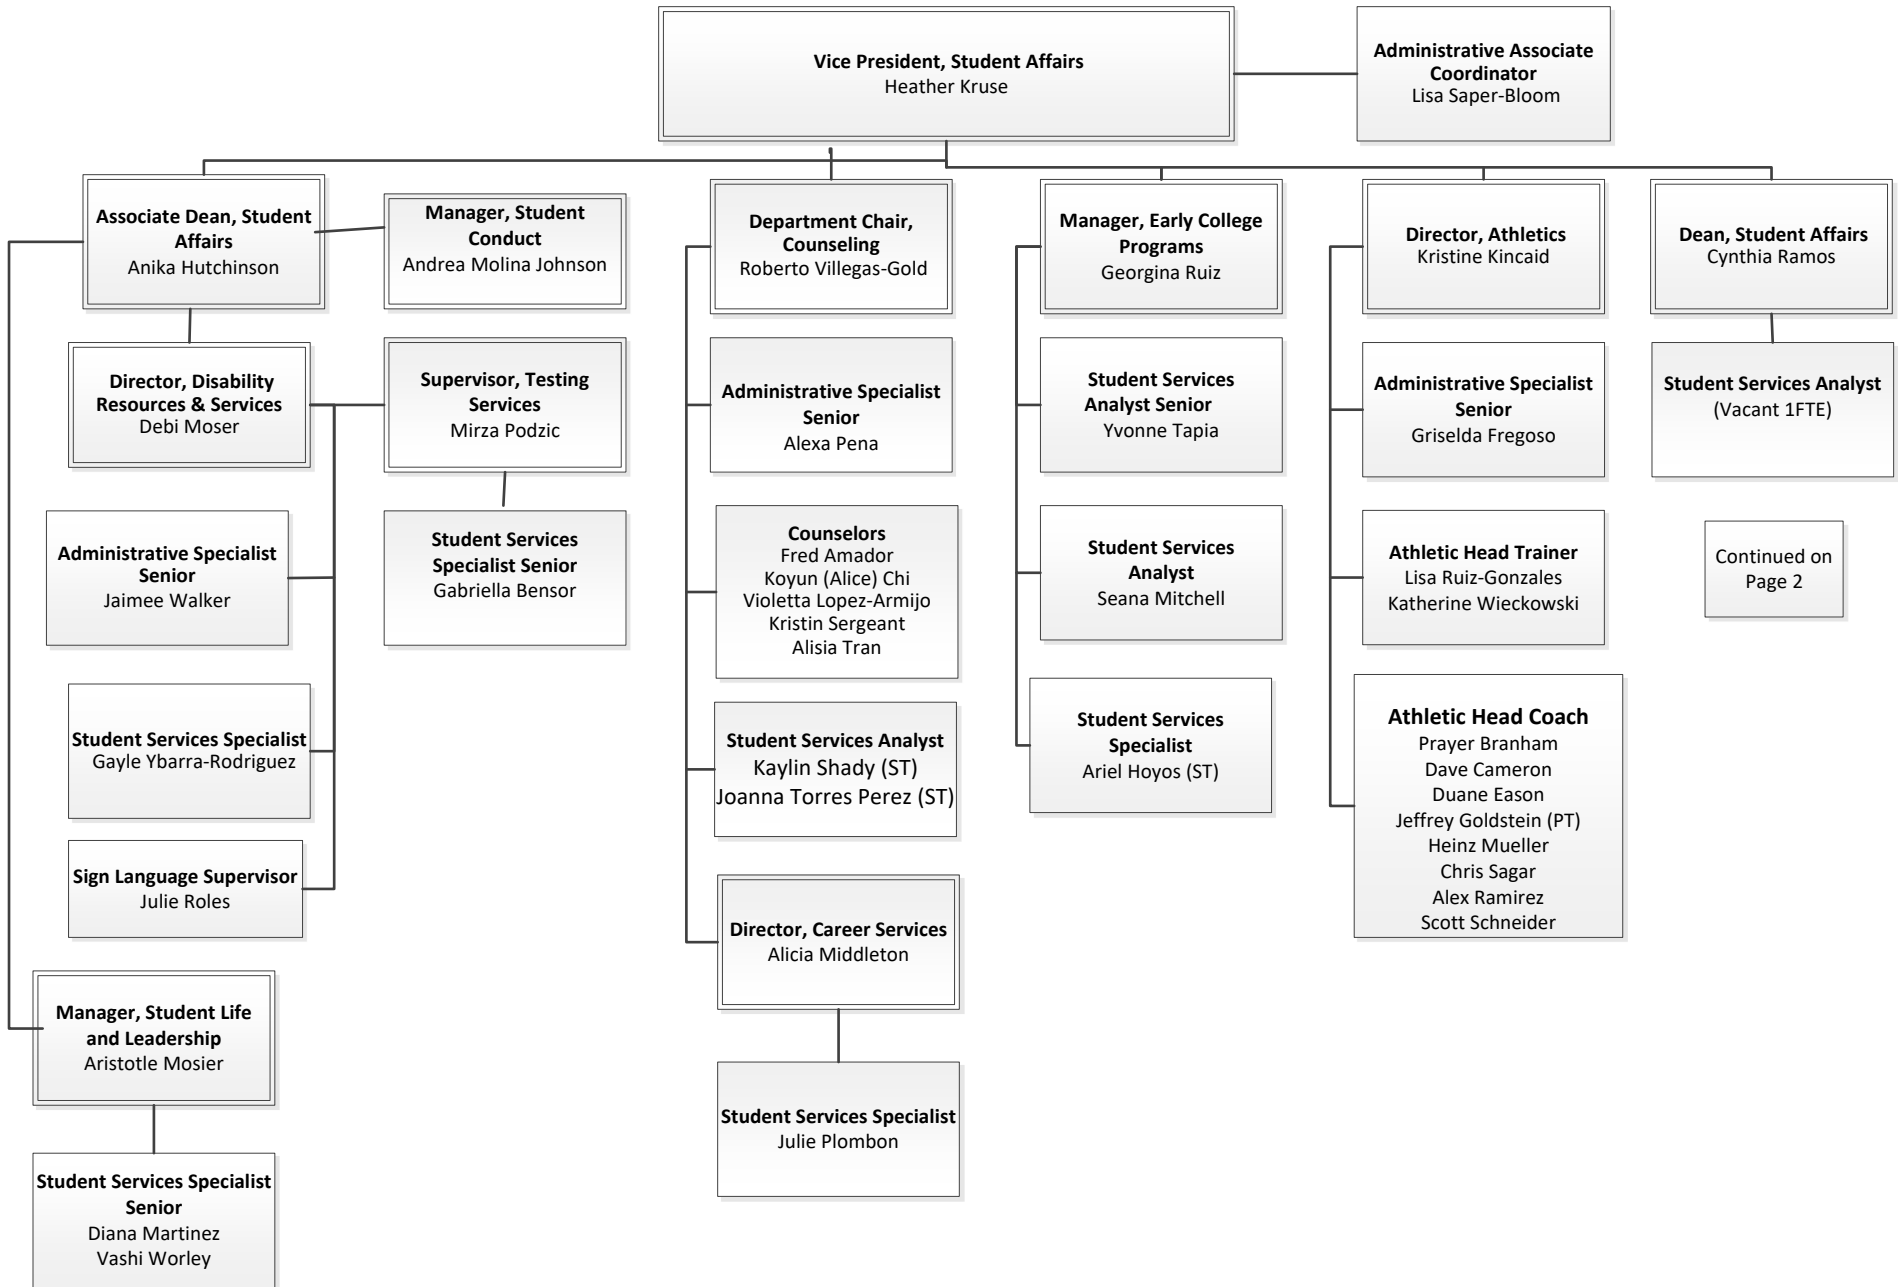 Vice President, Student Affairs
Heather Kruse
Administrative Associate
Coordinator
Lisa Saper-Bloom
Associate Dean, Student
Affairs
Anika Hutchinson
Manager, Student
Conduct
Andrea Molina Johnson
Department Chair,
Counseling
Roberto Villegas-Gold
Manager, Early College
Programs
Georgina Ruiz
Director, Athletics
Kristine Kincaid
Dean, Student Affairs
Cynthia Ramos
Director, Disability
Resources & Services
Debi Moser
Supervisor, Testing
Services
Mirza Podzic
Administrative Specialist
Senior
Alexa Pena
Student Services
Analyst Senior
Yvonne Tapia
Administrative Specialist
Senior
Griselda Fregoso
Student Services Analyst
(Vacant 1FTE)
Administrative Specialist
Senior
Jaimee Walker
Student Services
Specialist Senior
Gabriella Bensor
Counselors
Fred Amador
Koyun (Alice) Chi
Violetta Lopez-Armijo
Kristin Sergeant
Alisia Tran
Student Services
Analyst
Seana Mitchell
Athletic Head Trainer
Lisa Ruiz-Gonzales
Katherine Wieckowski
Continued on
Page 2
Student Services Specialist
Gayle Ybarra-Rodriguez
Student Services Analyst
Kaylin Shady (ST)
Joanna Torres Perez (ST)
Student Services
Specialist
Ariel Hoyos (ST)
Athletic Head Coach
Prayer Branham
Dave Cameron
Duane Eason
Jeffrey Goldstein (PT)
Heinz Mueller
Chris Sagar
Alex Ramirez
Scott Schneider
Sign Language Supervisor
Julie Roles
Director, Career Services
Alicia Middleton
Manager, Student Life
and Leadership
Aristotle Mosier
Student Services Specialist
Julie Plombon
Student Services Specialist
Senior
Diana Martinez
Vashi Worley